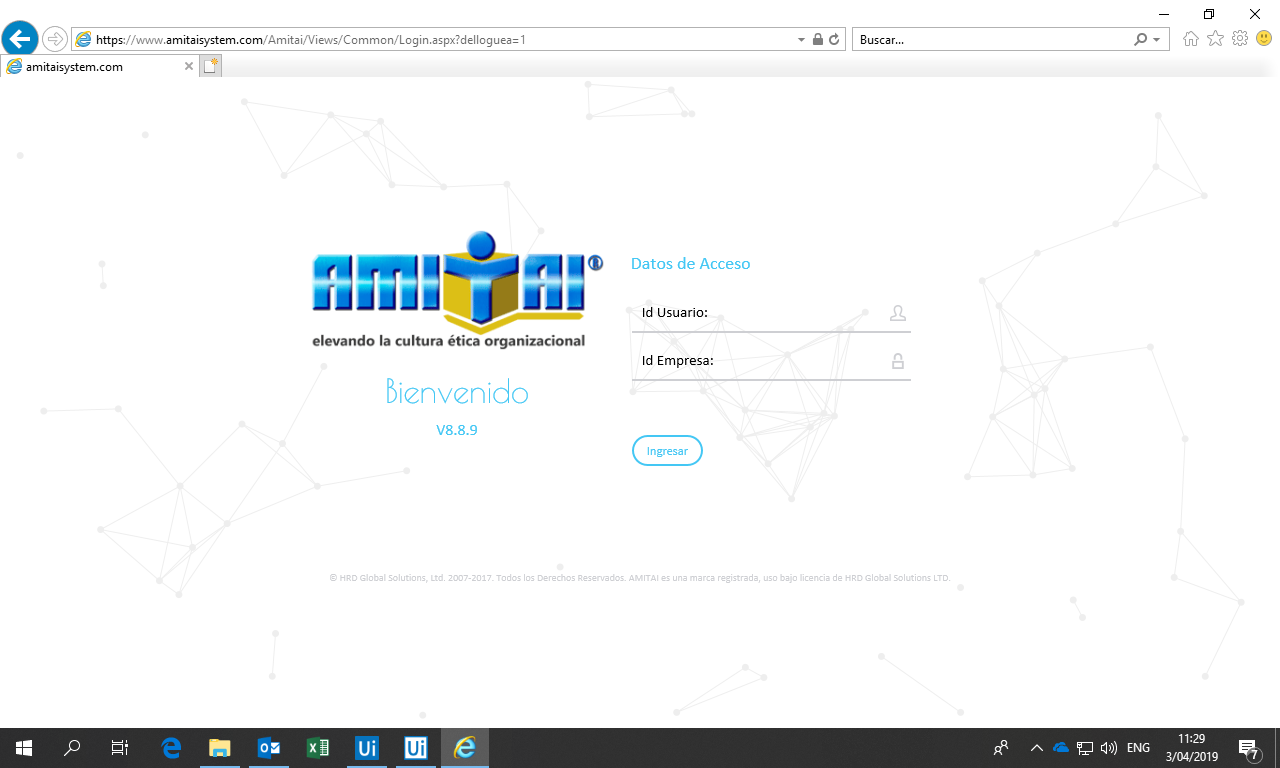 https://www.amitaisystem.com/Amitai/Views/Common/Login.aspx?delloguea=1
Buscar...
amitaisystem.com
AMITAI®
elevando la cultura ética organizacional
Bienvenido
V8.8.9
Datos de Acceso
Id Usuario:
Id Empresa:
Ingresar
© HRD Global Solutions, Ltd. 2007-2017. Todos los Derechos Reservados. AMITAI es una marca registrada, uso bajo licencia de HRD Global Solutions LTD.
Ui
Ui
ENG
11:29
3/04/2019
7